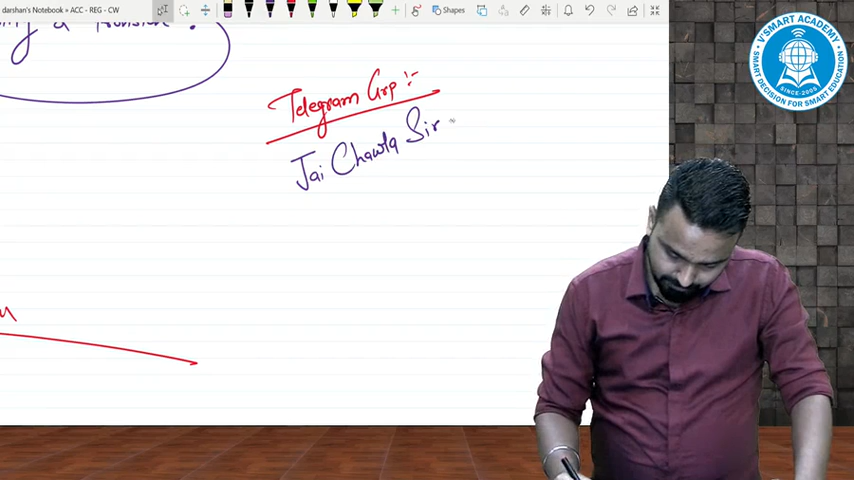 darshan's Notebook » ACC - REG - CW
Shapes
a
Telegram Grp :-
Jai Chawla Sir
V'SMART ACADEMY
SMART DECISION FOR SMART EDUCATION
SINCE-2005